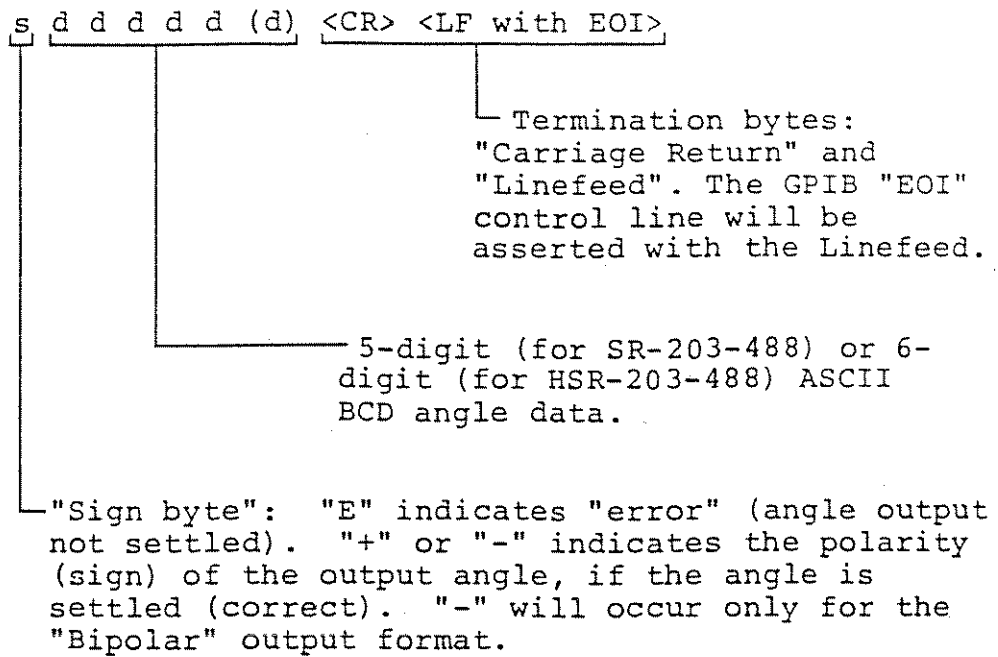 s d d d d d (d) <CR> <LF with EOI>
Termination bytes:
"Carriage Return" and
"Linefeed". The GPIB "EOI"
control line will be
asserted with the Linefeed.
5-digit (for SR-203-488) or 6-
digit (for HSR-203-488) ASCII
BCD angle data.
"Sign byte": "E" indicates "error" (angle output
not settled). "+" or "-" indicates the polarity
(sign) of the output angle, if the angle is
settled (correct). "-" will occur only for the
"Bipolar" output format.